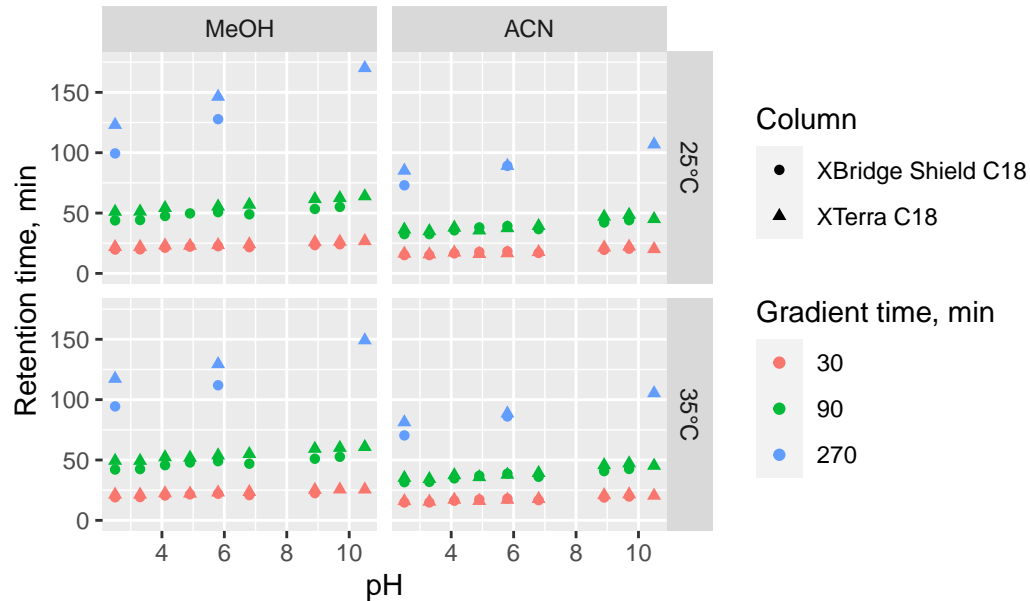 MeOH
ACN
150
100
50
0
25°C
150
100
50
0
35°C
4
6
8
10
4
6
8
10
pH
Retention time, min
Column
XBridge Shield C18
XTerra C18
Gradient time, min
30
90
270